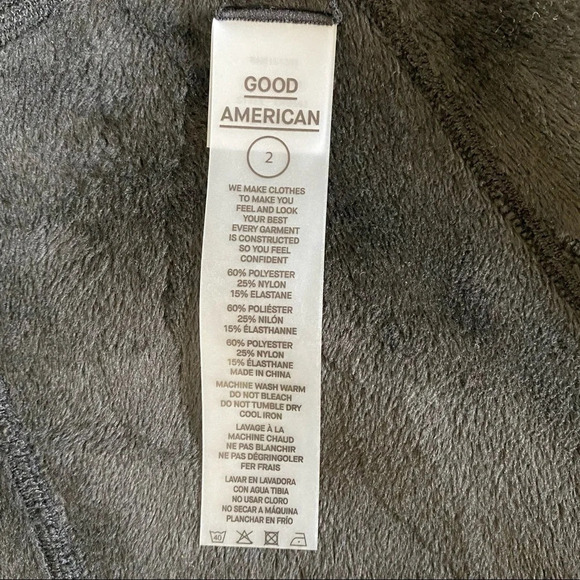 GOOD
AMERICAN
2
WE MAKE CLOTHES
TO MAKE YOU
FEEL AND LOOK
YOUR BEST
EVERY GARMENT
IS CONSTRUCTED
SO YOU FEEL
CONFIDENT
60% POLYESTER
25% NYLON
15% ELASTANE
60% POLIÉSTER
25% NILÓN
15% ÉLASTHANNE
60% POLYESTER
25% NYLON
15% ÉLASTHANE
MADE IN CHINA
MACHINE WASH WARM
DO NOT BLEACH
DO NOT TUMBLE DRY
COOL IRON
LAVAGE À LA
MACHINE CHAUD
NE PAS BLANCHIR
NE PAS DÉGRINGOLER
FER FRAIS
LAVAR EN LAVADORA
CON AGUA TIBIA
NO USAR CLORO
NO SECAR A MÁQUINA
PLANCHAR EN FRÍO
40